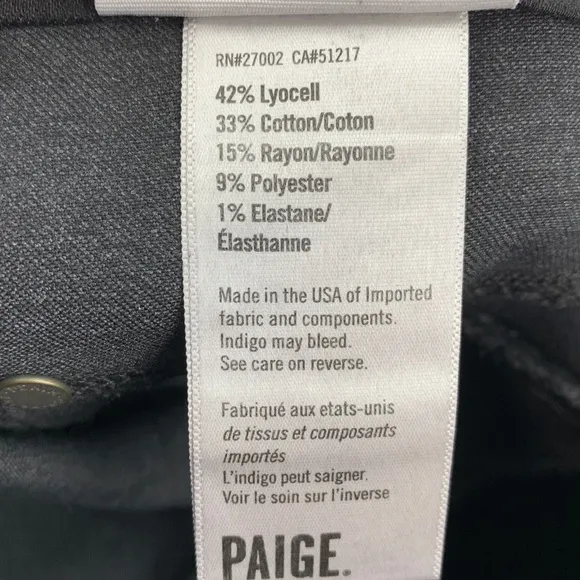 RN#27002 CA#51217
42% Lyocell
33% Cotton/Coton
15% Rayon/Rayonne
9% Polyester
1% Elastane/
Élasthanne
Made in the USA of Imported
fabric and components.
Indigo may bleed.
See care on reverse.
Fabriqué aux etats-unis
de tissus et composants
importés
L'indigo peut saigner.
Voir le soin sur l'inverse
PAIGE.